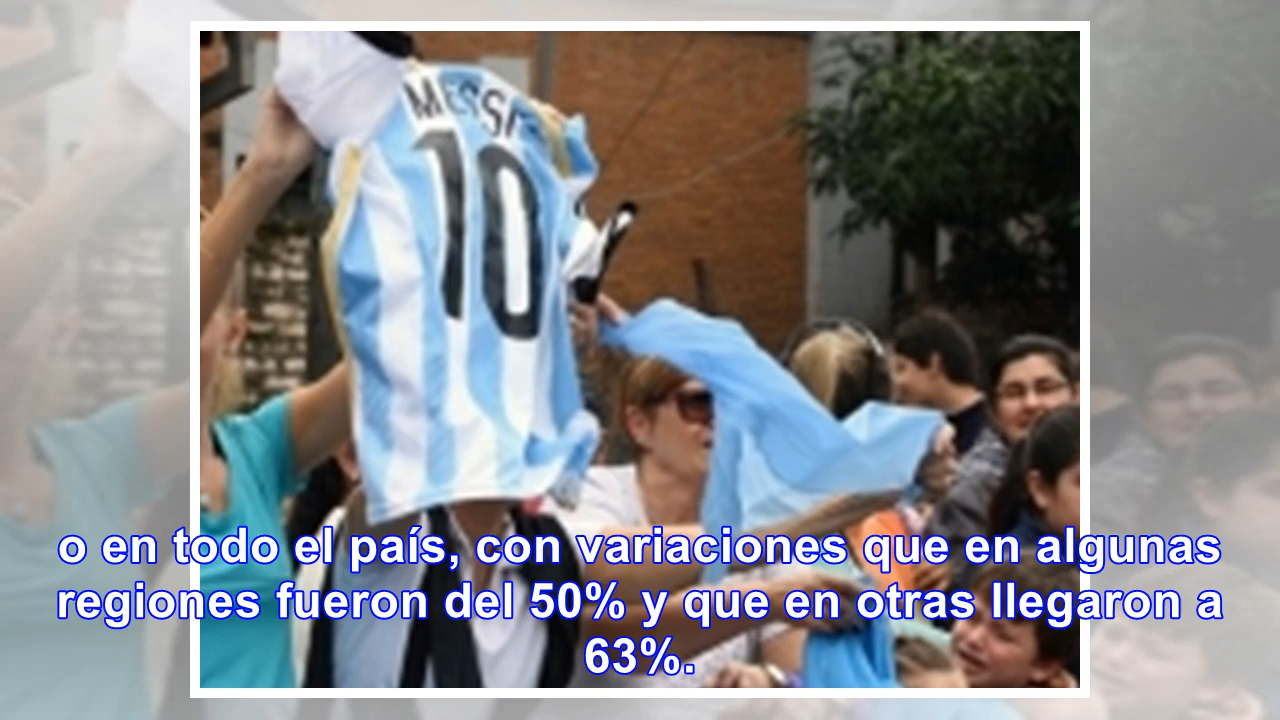 MESSI
10
o en todo el país, con variaciones que en algunas
regiones fueron del 50% y que en otras llegaron a
63%.